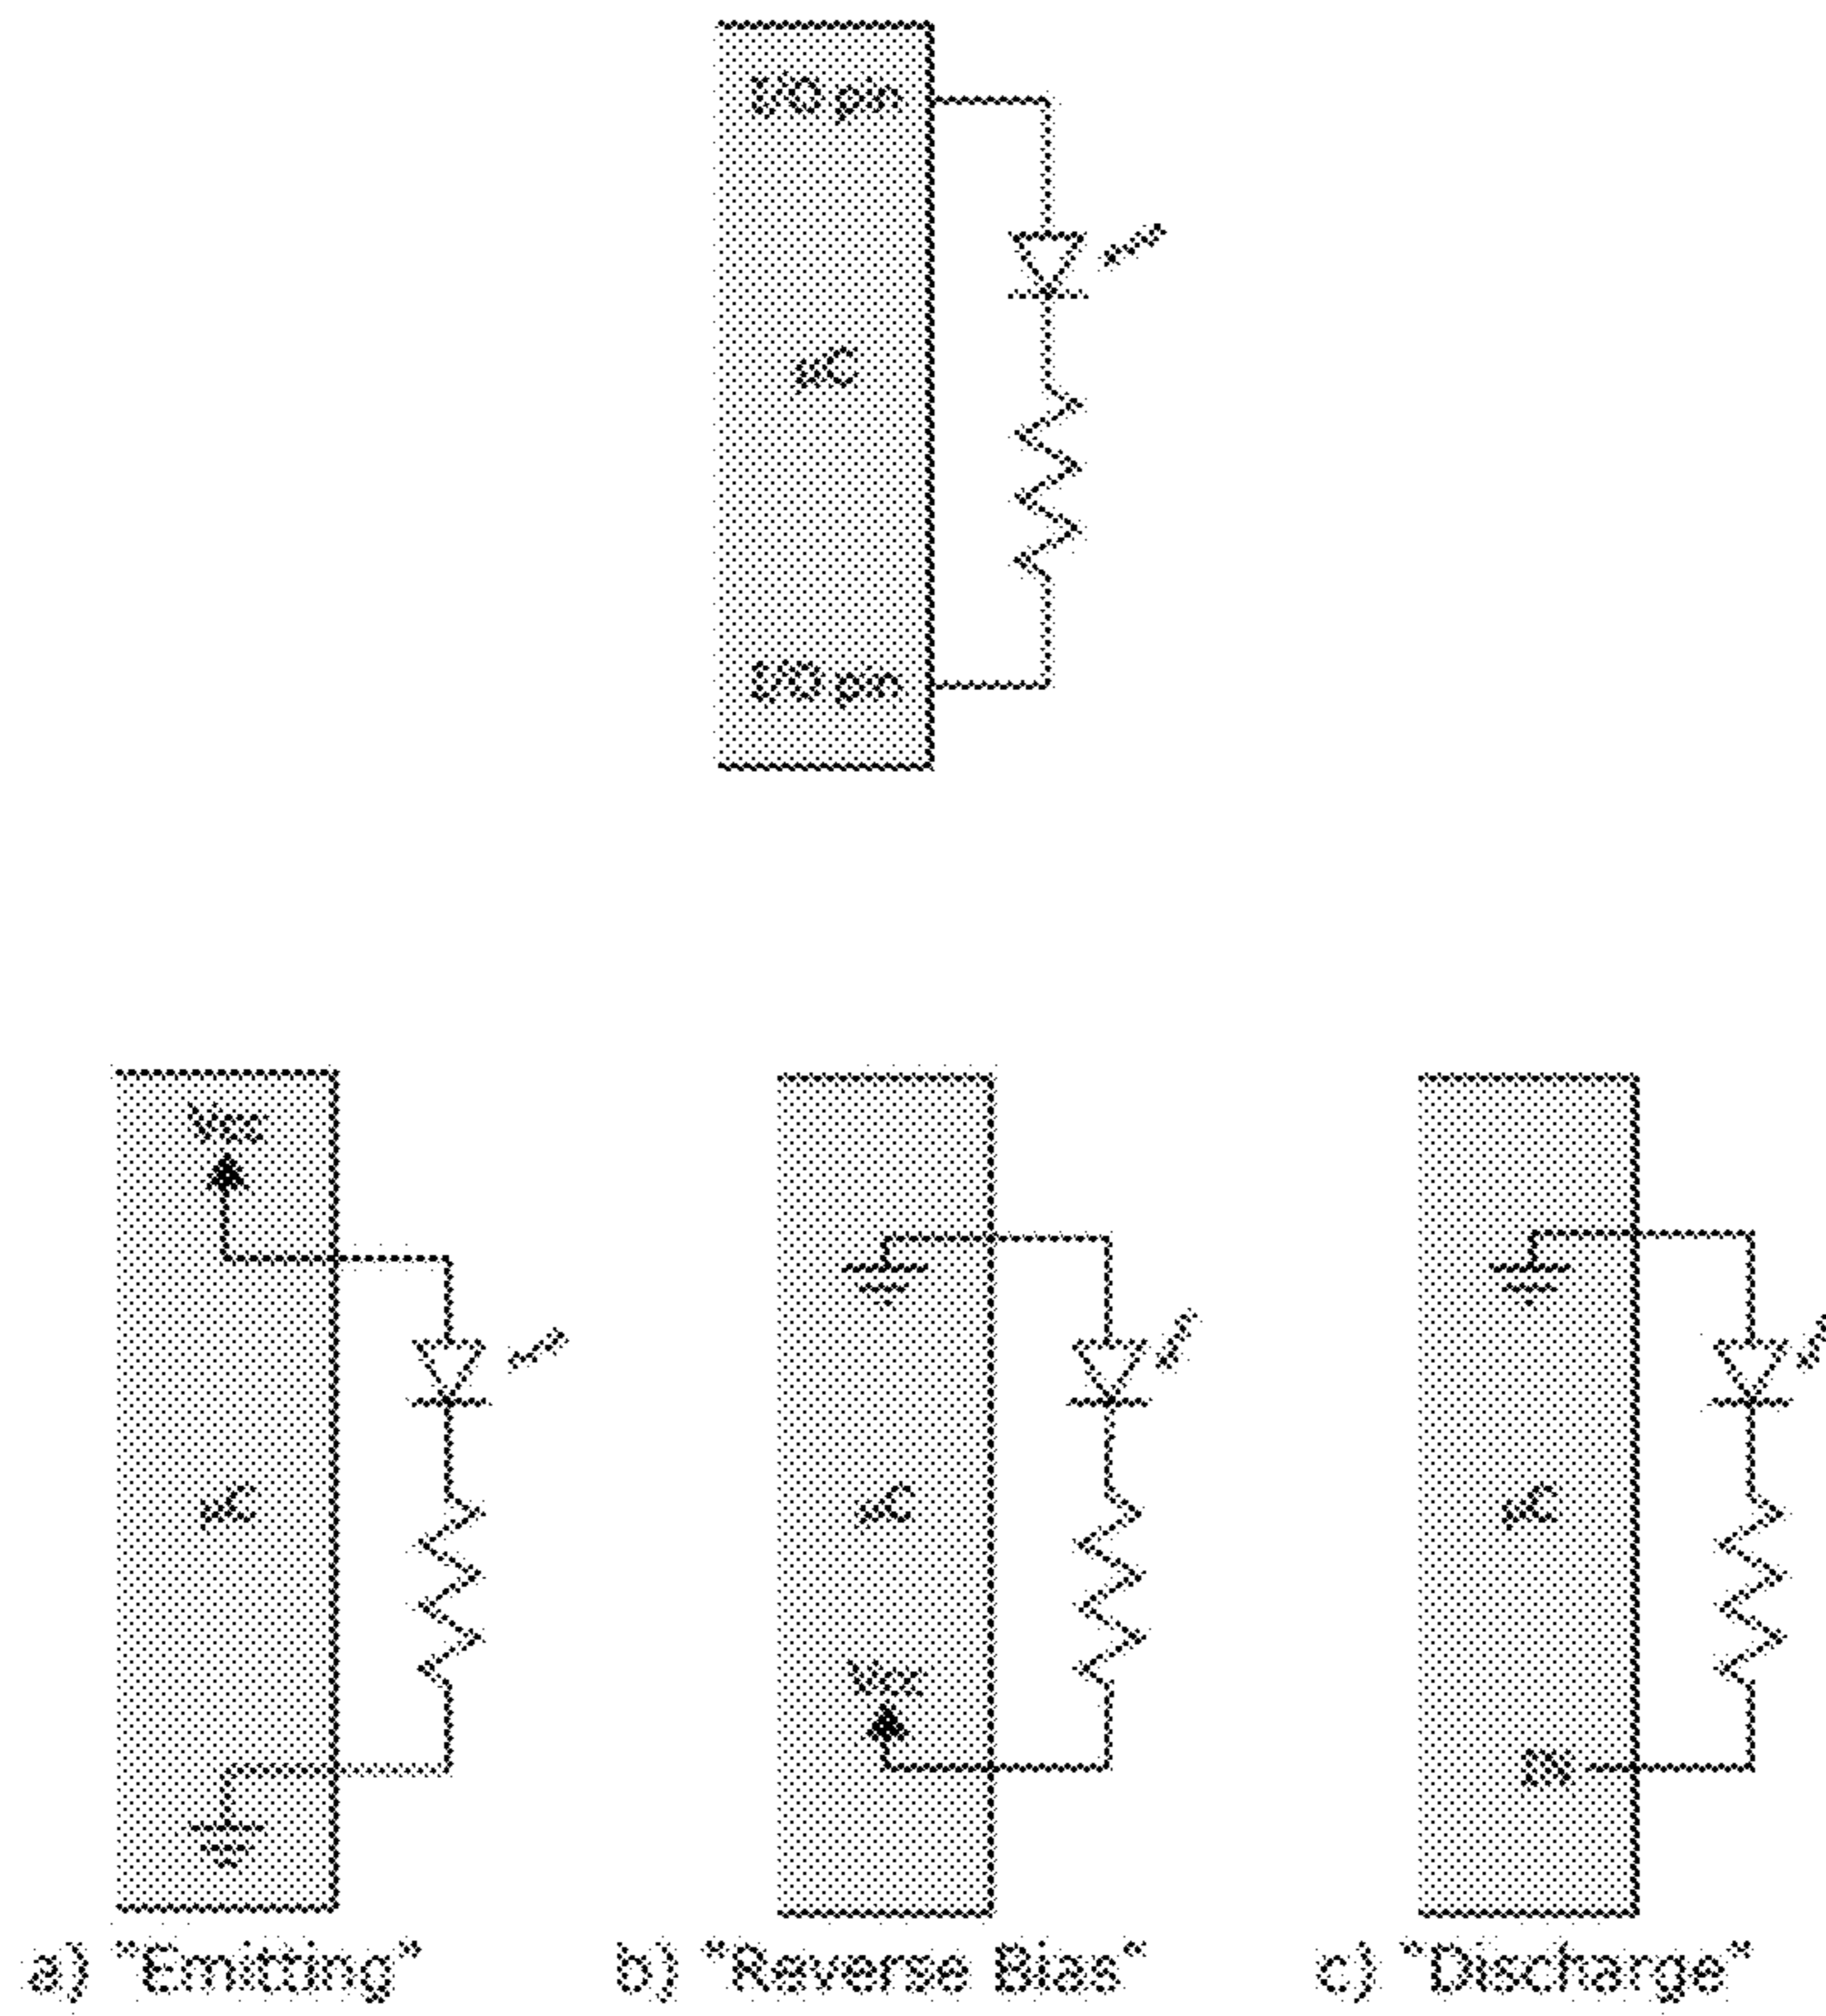 I/O pin
µC
I/O pin
Vcc
µC
a) "Emitting"
µC
Vcc
b) "Reverse Bias"
µC
IN
c) "Discharge"